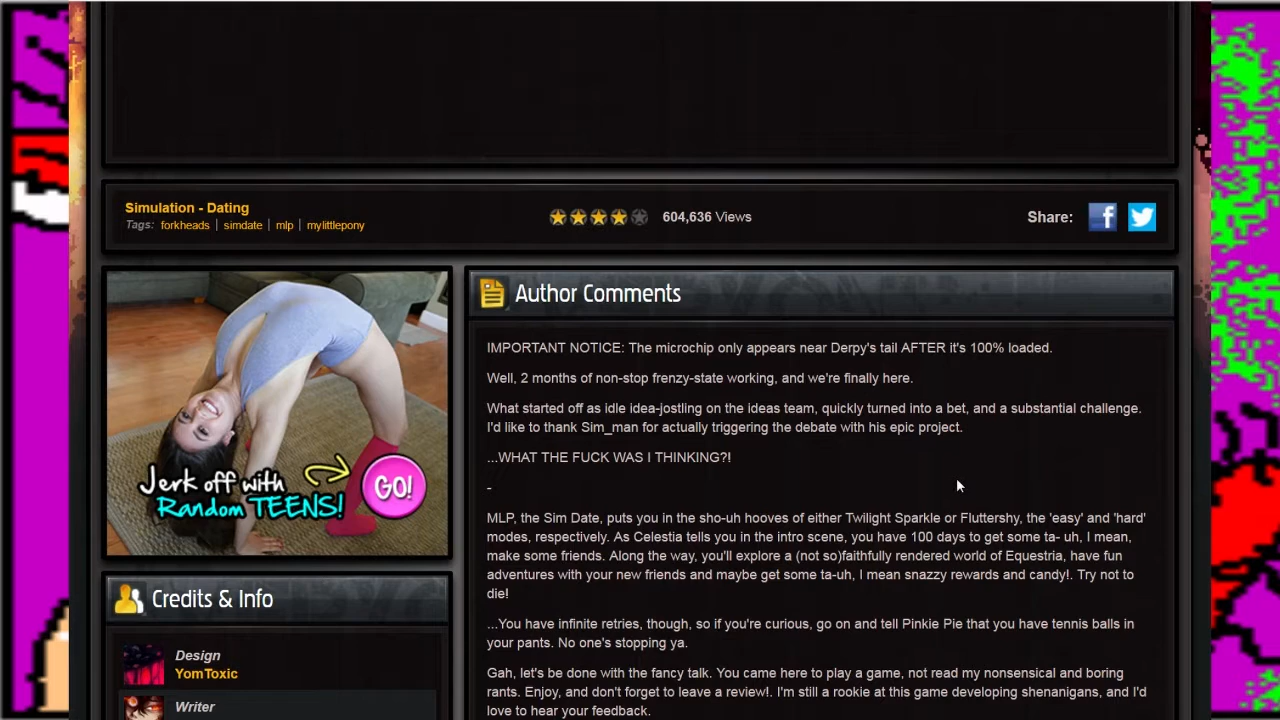 Simulation - Dating
Tags: forkheads | simdate | mlp | mylittlepony
604,636 Views
Share:
Jerk off with
Random TEENS!
GO!
Author Comments
IMPORTANT NOTICE: The microchip only appears near Derpy's tail AFTER it's 100% loaded.
Well, 2 months of non-stop frenzy-state working, and we're finally here.
What started off as idle idea-jostling on the ideas team, quickly turned into a bet, and a substantial challenge.
I'd like to thank Sim_man for actually triggering the debate with his epic project.
...WHAT THE FUCK WAS I THINKING?!
-
MLP, the Sim Date, puts you in the sho-uh hooves of either Twilight Sparkle or Fluttershy, the 'easy' and 'hard'
modes, respectively. As Celestia tells you in the intro scene, you have 100 days to get some ta- uh, I mean,
make some friends. Along the way, you'll explore a (not so)faithfully rendered world of Equestria, have fun
adventures with your new friends and maybe get some ta-uh, I mean snazzy rewards and candy!. Try not to
die!
...You have infinite retries, though, so if you're curious, go on and tell Pinkie Pie that you have tennis balls in
your pants. No one's stopping ya.
Gah, let's be done with the fancy talk. You came here to play a game, not read my nonsensical and boring
rants. Enjoy, and don't forget to leave a review!. I'm still a rookie at this game developing shenanigans, and I'd
love to hear your feedback.
Credits & Info
Design
YomToxic
Writer